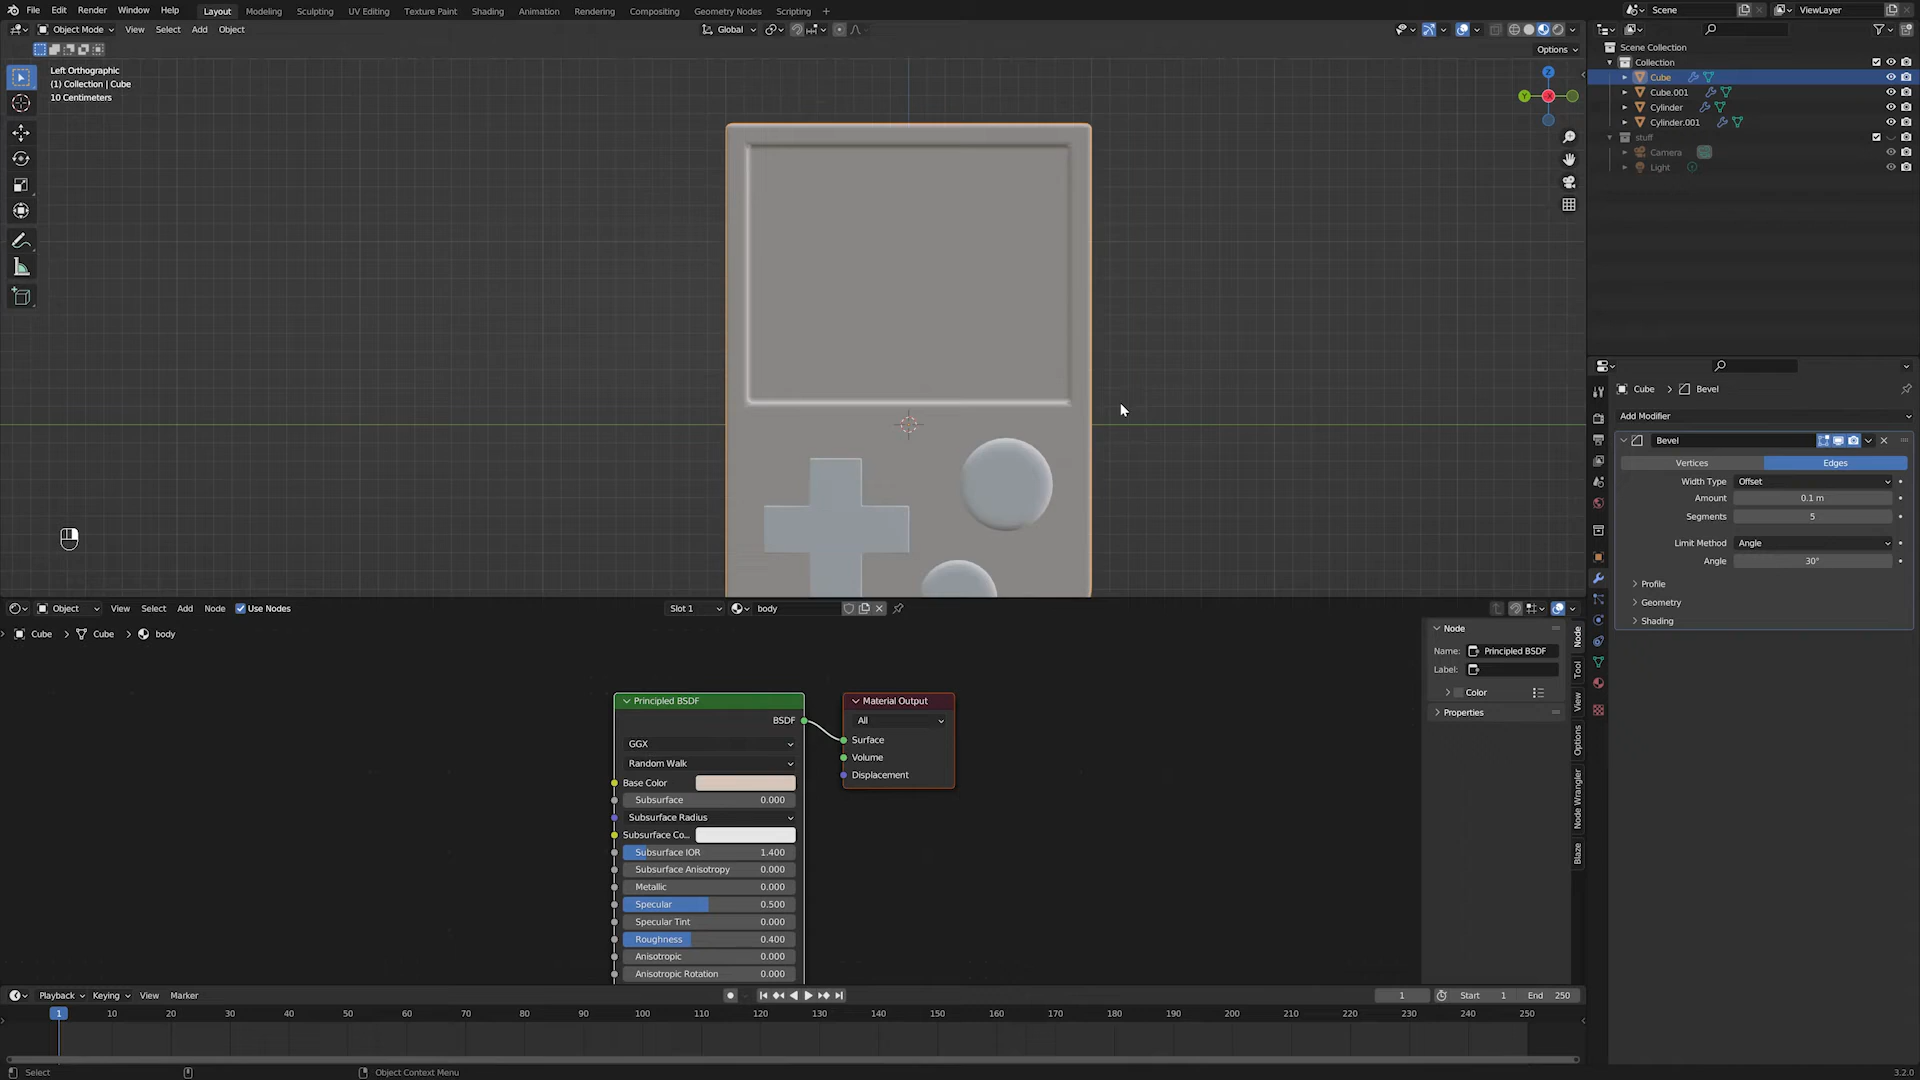 File Edit Render Window Help Layout Modeling Sculpting UV Editing Texture Paint Shading Animation Rendering Compositing Geometry Nodes Scripting + Scene ViewLayer
Object Mode View Select Add Object Global
Options
Left Orthographic
(1) Collection | Cube
10 Centimeters
Scene Collection
Collection
Cube
Cube.001
Cylinder
Cylinder.001
stuff
Camera
Light
Cube > Bevel
Add Modifier
Bevel
Vertices Edges
Width Type Offset
Amount 0.1 m
Segments 5
Limit Method Angle
Angle 30°
Profile
Geometry
Shading
Object View Select Add Node Use Nodes Slot 1 body
Cube > Cube > body
Principled BSDF
BSDF
GGX
Random Walk
Base Color
Subsurface 0.000
Subsurface Radius
Subsurface Co...
Subsurface IOR 1.400
Subsurface Anisotropy 0.000
Metallic 0.000
Specular 0.500
Specular Tint 0.000
Roughness 0.400
Anisotropic 0.000
Anisotropic Rotation 0.000
Material Output
All
Surface
Volume
Displacement
Node
Name: Principled BSDF
Label:
Color
Properties
Node
Tool
View
Options
Node Wrangler
Blaze
Playback Keying View Marker 1 Start 1 End 250
1 10 20 30 40 50 60 70 80 90 100 110 120 130 140 150 160 170 180 190 200 210 220 230 240 250
Select Object Context Menu 3.2.0